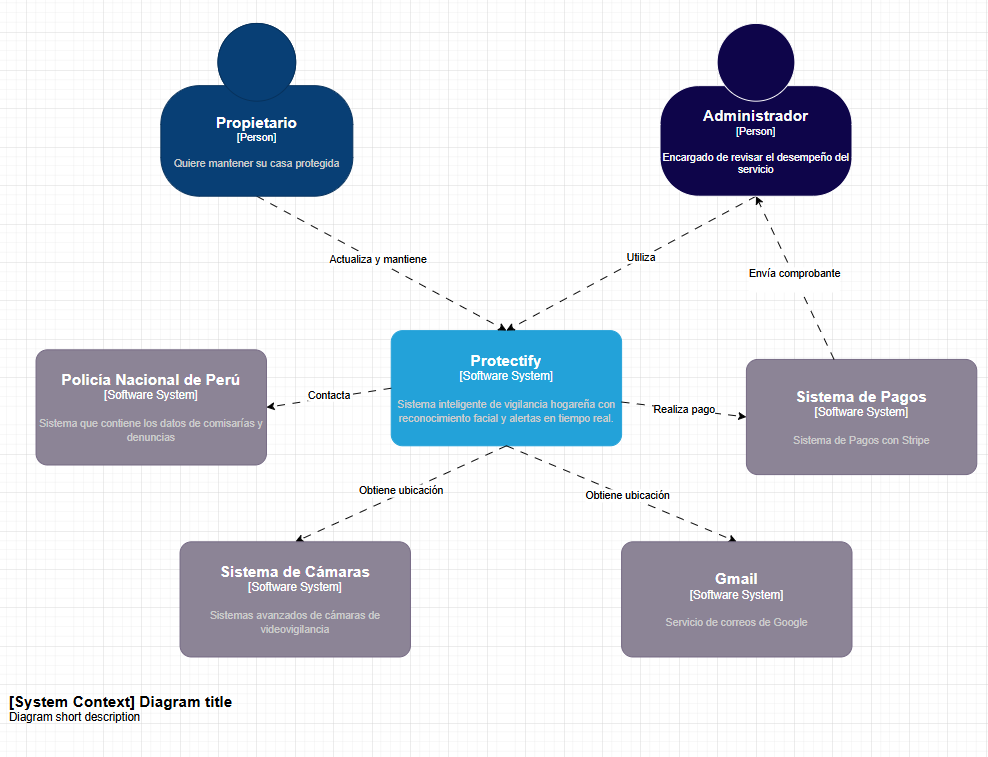 Propietario
[Person]
Quiere mantener su casa protegida
Administrador
[Person]
Encargado de revisar el desempeño del
servicio
Actualiza y mantiene
Utiliza
Envía comprobante
Policía Nacional de Perú
[Software System]
Sistema que contiene los datos de comisarías y
denuncias
Contacta
Protectify
[Software System]
Sistema inteligente de vigilancia hogareña con
reconocimiento facial y alertas en tiempo real.
Realiza pago
Sistema de Pagos
[Software System]
Sistema de Pagos con Stripe
Obtiene ubicación
Obtiene ubicación
Sistema de Cámaras
[Software System]
Sistemas avanzados de cámaras de
videovigilancia
Gmail
[Software System]
Servicio de correos de Google
[System Context] Diagram title
Diagram short description